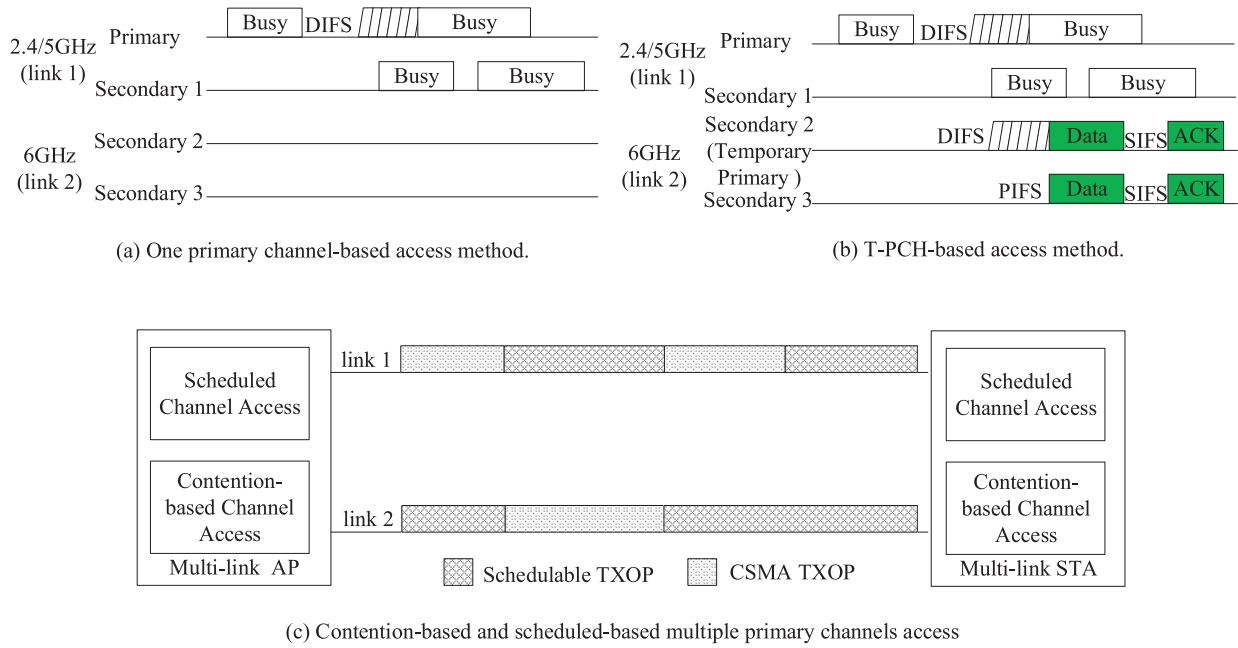 Primary
Busy
DIFS
Busy
2.4/5GHz
(link 1)
Secondary 1
Busy
Busy
Secondary 2
6GHz
(link 2)
Secondary 3
(a) One primary channel-based access method.
Primary
Busy
DIFS
Busy
2.4/5GHz
(link 1)
Secondary 1
Busy
Busy
Secondary 2
(Temporary
Primary )
DIFS
Data
SIFS
ACK
6GHz
(link 2)
Secondary 3
PIFS
Data
SIFS
ACK
(b) T-PCH-based access method.
Scheduled
Channel Access
Contention-
based Channel
Access
Multi-link AP
link 1
link 2
Schedulable TXOP
CSMA TXOP
Scheduled
Channel Access
Contention-
based Channel
Access
Multi-link STA
(c) Contention-based and scheduled-based multiple primary channels access